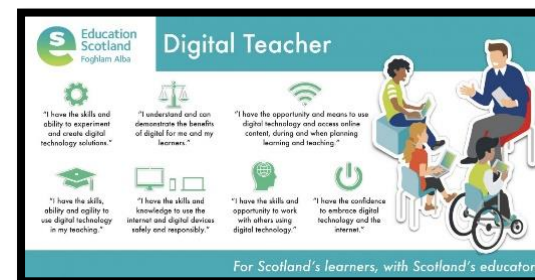 Education
Scotland
Foghlam Alba
Digital Teacher
"I have the skills and
ability to experiment
and create digital
technology solutions."
"I understand and can
demonstrate the benefits
of digital for me and my
learners."
"I have the opportunity and means to use
digital technology and access online
content, during and when planning
learning and teaching."
"I have the skills,
ability and agility to
use digital technology
in my teaching."
"I have the skills and
knowledge to use the
internet and digital devices
safely and responsibly."
"I have the skills and
opportunity to work
with others using
digital technology."
"I have the confidence
to embrace digital
technology and the
internet."
For Scotland's learners, with Scotland's educator